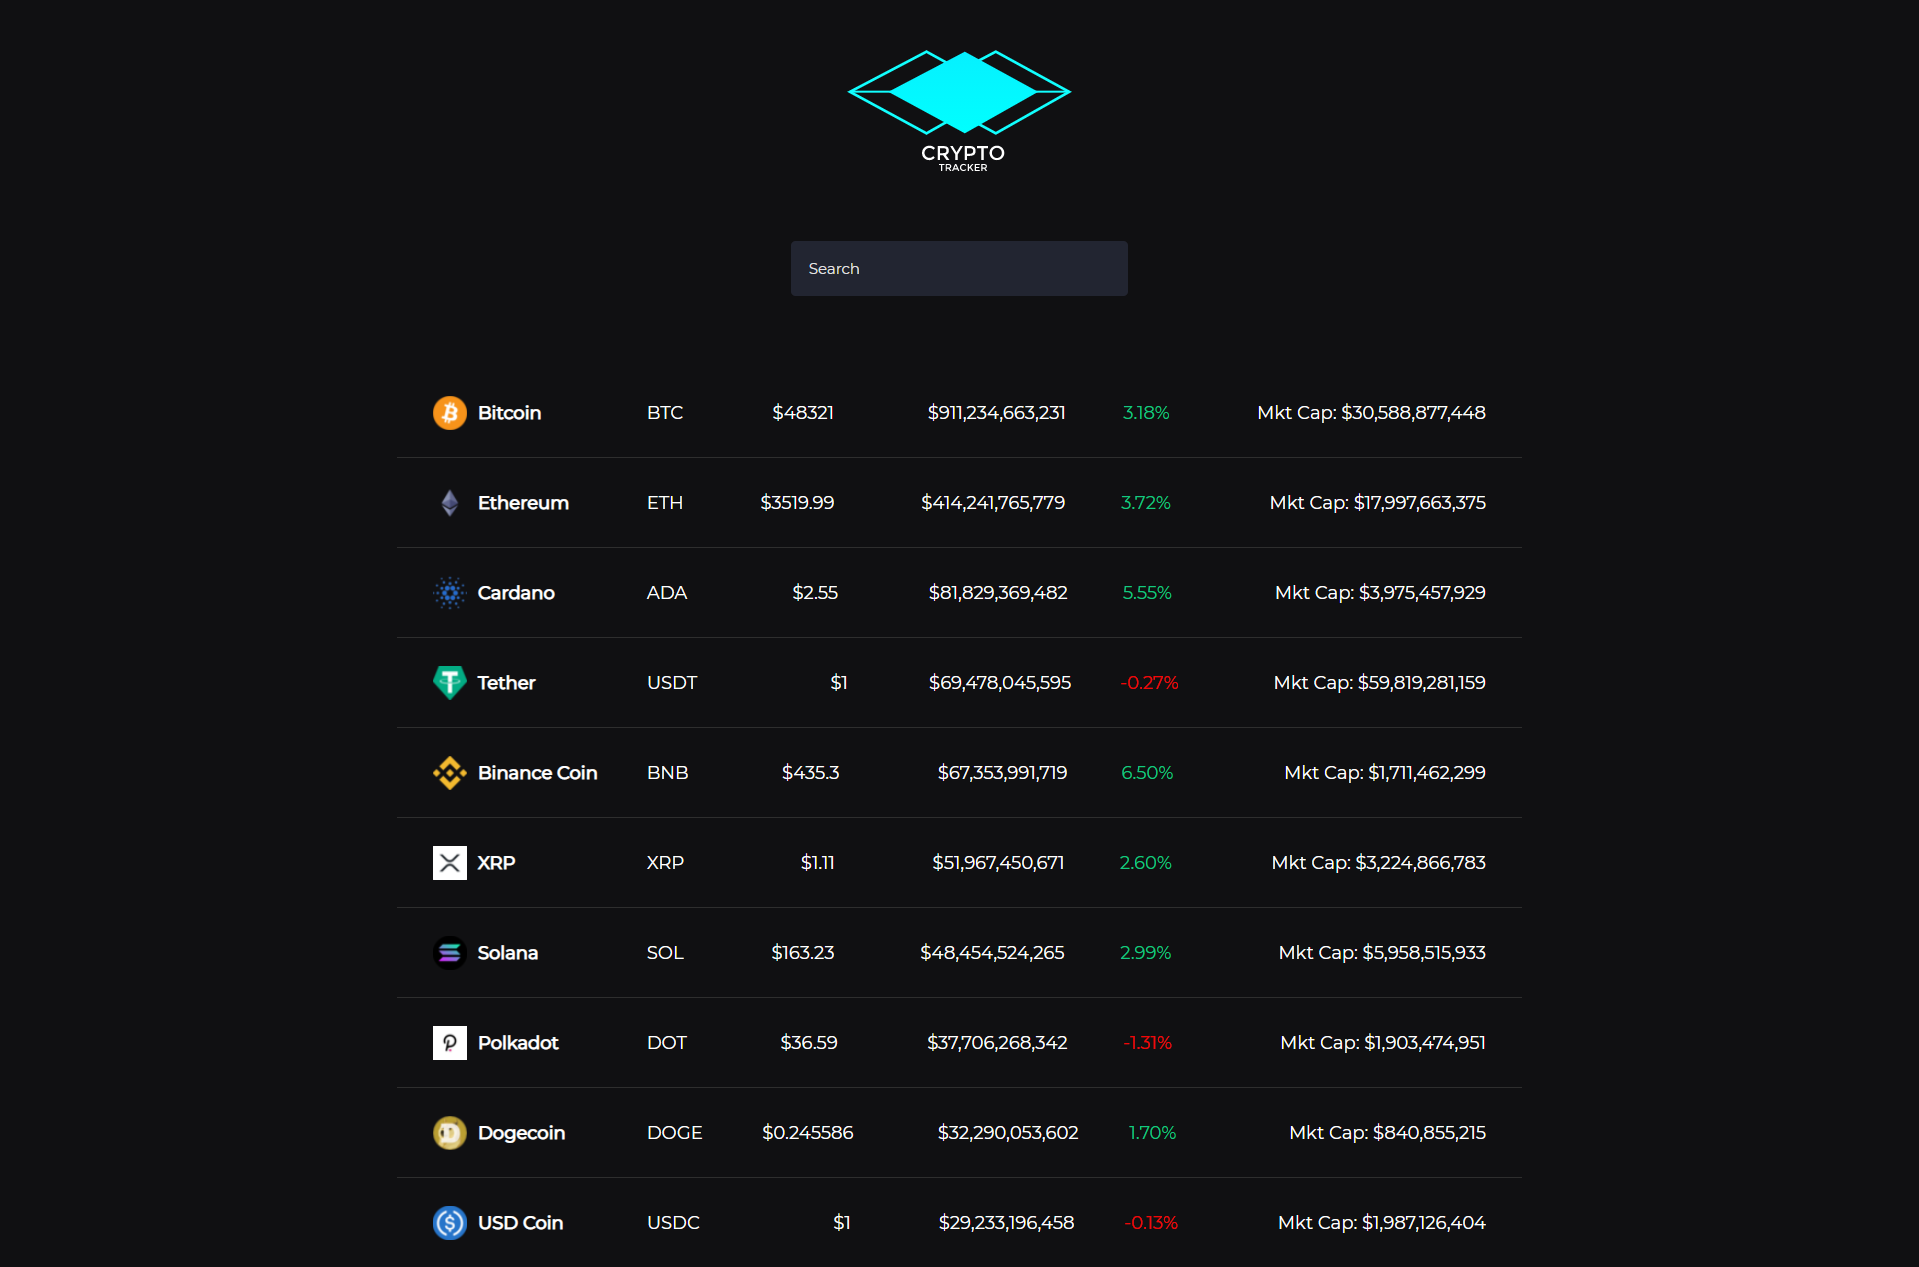 CRYPTO
TRACKER
Search
Bitcoin BTC $48321 $911,234,663,231 3.18% Mkt Cap: $30,588,877,448
Ethereum ETH $3519.99 $414,241,765,779 3.72% Mkt Cap: $17,997,663,375
Cardano ADA $2.55 $81,829,369,482 5.55% Mkt Cap: $3,975,457,929
Tether USDT $1 $69,478,045,595 -0.27% Mkt Cap: $59,819,281,159
Binance Coin BNB $435.3 $67,353,991,719 6.50% Mkt Cap: $1,711,462,299
XRP XRP $1.11 $51,967,450,671 2.60% Mkt Cap: $3,224,866,783
Solana SOL $163.23 $48,454,524,265 2.99% Mkt Cap: $5,958,515,933
Polkadot DOT $36.59 $37,706,268,342 -1.31% Mkt Cap: $1,903,474,951
Dogecoin DOGE $0.245586 $32,290,053,602 1.70% Mkt Cap: $840,855,215
USD Coin USDC $1 $29,233,196,458 -0.13% Mkt Cap: $1,987,126,404